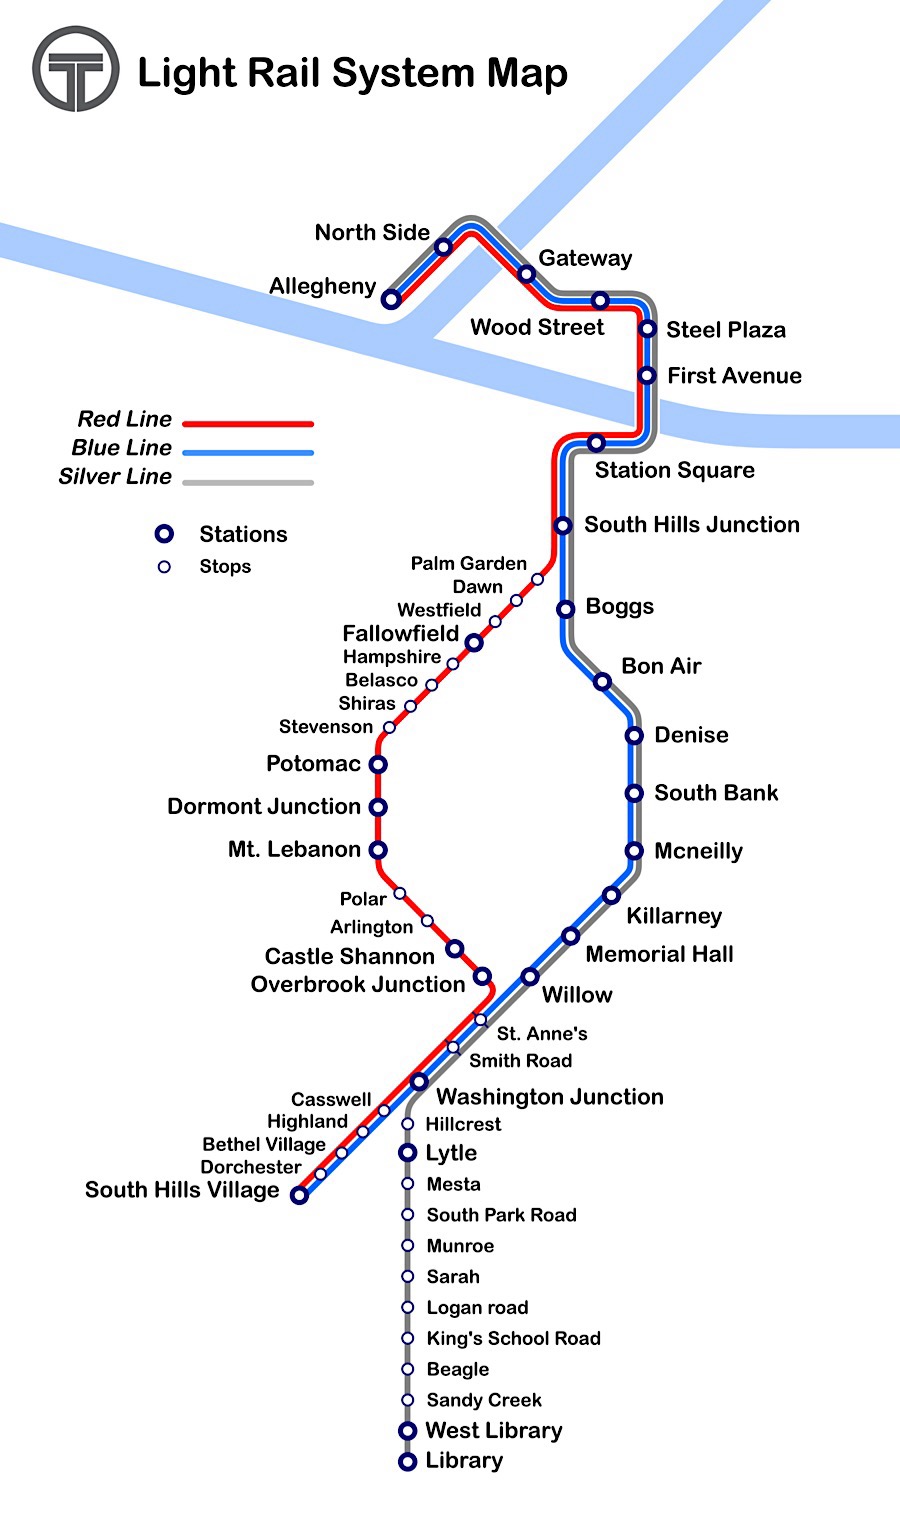 Light Rail System Map
North Side
Gateway
Allegheny
Wood Street
Steel Plaza
First Avenue
Red Line
Blue Line
Silver Line
Station Square
Stations
South Hills Junction
Stops
Palm Garden
Dawn
Westfield
Boggs
Fallowfield
Hampshire
Bon Air
Belasco
Shiras
Stevenson
Denise
Potomac
South Bank
Dormont Junction
Mt. Lebanon
Mcneilly
Polar
Killarney
Arlington
Castle Shannon
Memorial Hall
Overbrook Junction
Willow
St. Anne's
Smith Road
Washington Junction
Casswell
Highland
Hillcrest
Bethel Village
Lytle
Dorchester
South Hills Village
Mesta
South Park Road
Munroe
Sarah
Logan road
King's School Road
Beagle
Sandy Creek
West Library
Library